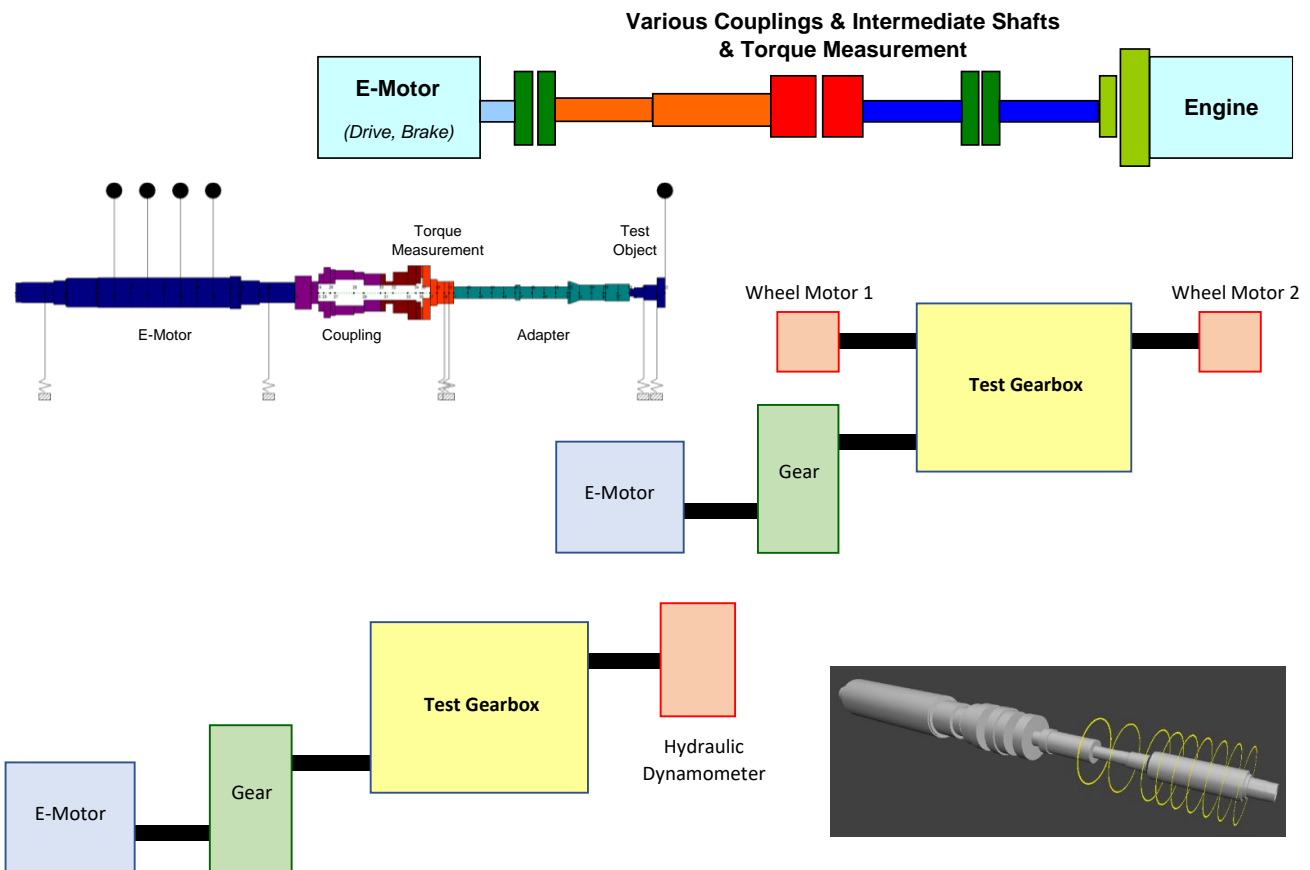 Various Couplings & Intermediate Shafts
& Torque Measurement
E-Motor
(Drive, Brake)
Engine
Torque
Measurement
Test
Object
E-Motor
Coupling
Adapter
Wheel Motor 1
Wheel Motor 2
Test Gearbox
Gear
E-Motor
Test Gearbox
Hydraulic
Dynamometer
Gear
E-Motor